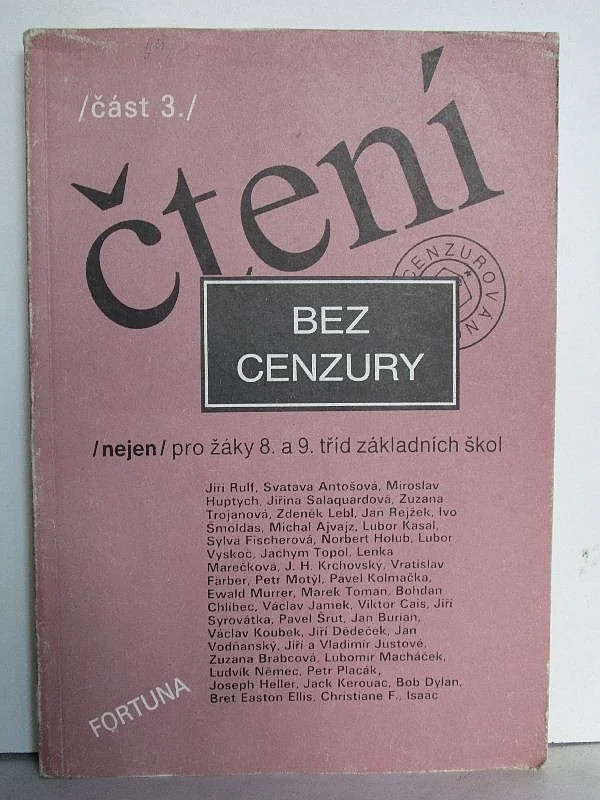 /část 3./
čtení
CENZUROVÁN
BEZ
CENZURY
/nejen/ pro žáky 8. a 9. tříd základních škol
Jiří Rulf, Svatava Antošová, Miroslav
Huptych, Jiřina Salaquardová, Zuzana
Trojanová, Zdeněk Lebl, Jan Rejžek, Ivo
Šmoldas, Michal Ajvajz, Lubor Kasal,
Sylva Fischerová, Norbert Holub, Lubor
Vyskoč, Jachym Topol, Lenka
Marečková, J. H. Krchovský, Vratislav
Färber, Petr Motýl, Pavel Kolmačka,
Ewald Murrer, Marek Toman, Bohdan
Chlíbec, Václav Jamek, Viktor Cais, Jiří
Syrovátka, Pavel Šrut, Jan Burian,
Václav Koubek, Jiří Dědeček, Jan
Vodňanský, Jiří a Vladimír Justové,
Zuzana Brabcová, Lubomír Macháček,
Ludvík Němec, Petr Placák,
Joseph Heller, Jack Kerouac, Bob Dylan,
Bret Easton Ellis, Christiane F., Isaac
FORTUNA